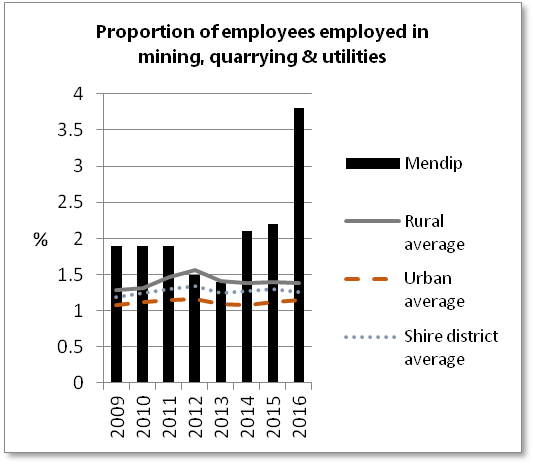 Proportion of employees employed in
mining, quarrying & utilities
4
3.5
3
2.5
2
1.5
1
0.5
0
%
2009
2010
2011
2012
2013
2014
2015
2016
Mendip
Rural
average
Urban
average
Shire district
average